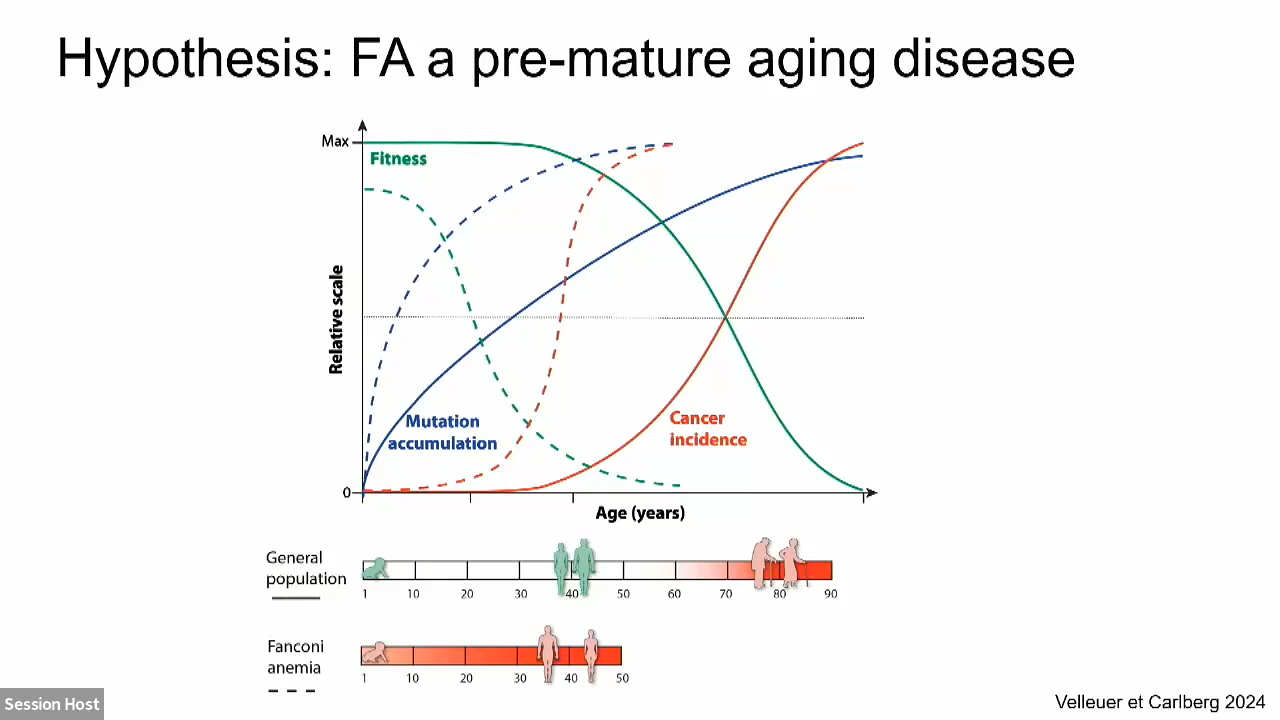 Hypothesis: FA a pre-mature aging disease
Max
Fitness
Relative scale
Mutation
accumulation
Cancer
incidence
0
Age (years)
General
population
1 10 20 30 40 50 60 70 80 90
Fanconi
anemia
1 10 20 30 40 50
Session Host
Velleuer et Carlberg 2024